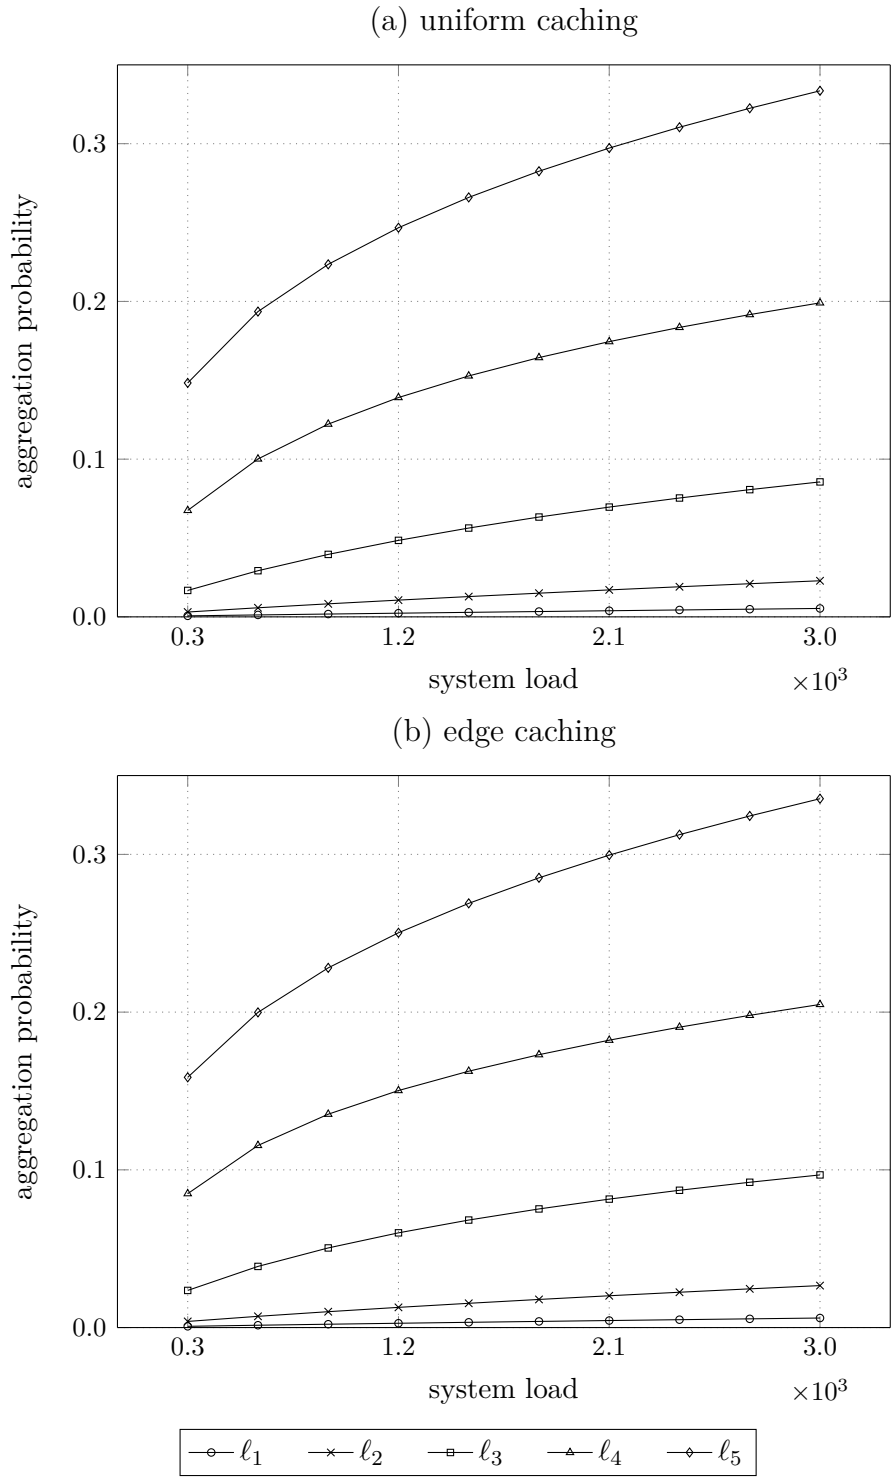 (a) uniform caching
0.3
0.2
0.1
0.0
aggregation probability
0.3 1.2 2.1 3.0
system load ×10³
(b) edge caching
0.3
0.2
0.1
0.0
aggregation probability
0.3 1.2 2.1 3.0
system load ×10³
ℓ₁ ℓ₂ ℓ₃ ℓ₄ ℓ₅